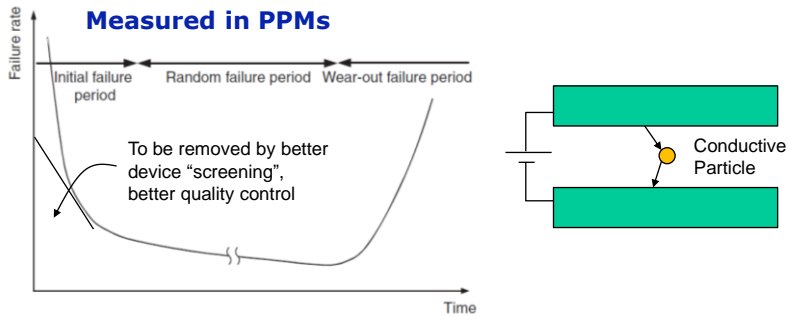 Measured in PPMs
Failure rate
Initial failure
period
Random failure period
Wear-out failure period
To be removed by better
device “screening”,
better quality control
Time
Conductive
Particle